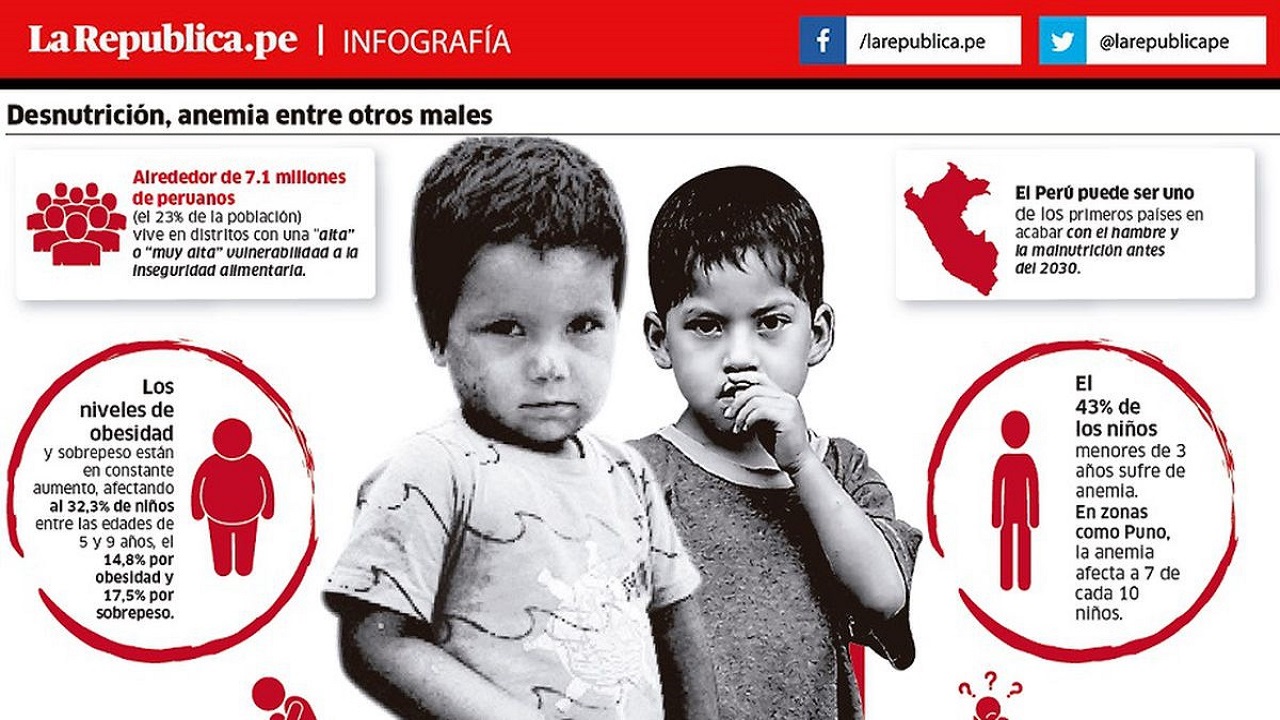 LaRepublica.pe | INFOGRAFÍA
/larepublica.pe
@larepublicape
Desnutrición, anemia entre otros males
Alrededor de 7.1 millones
de peruanos
(el 23% de la población)
vive en distritos con una "alta"
o "muy alta" vulnerabilidad a la
inseguridad alimentaria.
El Perú puede ser uno
de los primeros países en
acabar con el hambre y
la malnutrición antes
del 2030.
Los
niveles de
obesidad
y sobrepeso están
en constante
aumento, afectando
al 32,3% de niños
entre las edades de
5 y 9 años, el
14,8% por
obesidad y
17,5% por
sobrepeso.
El
43% de
los niños
menores de 3
años sufre de
anemia.
En zonas
como Puno,
la anemia
afecta a 7 de
cada 10
niños.
? ? ?